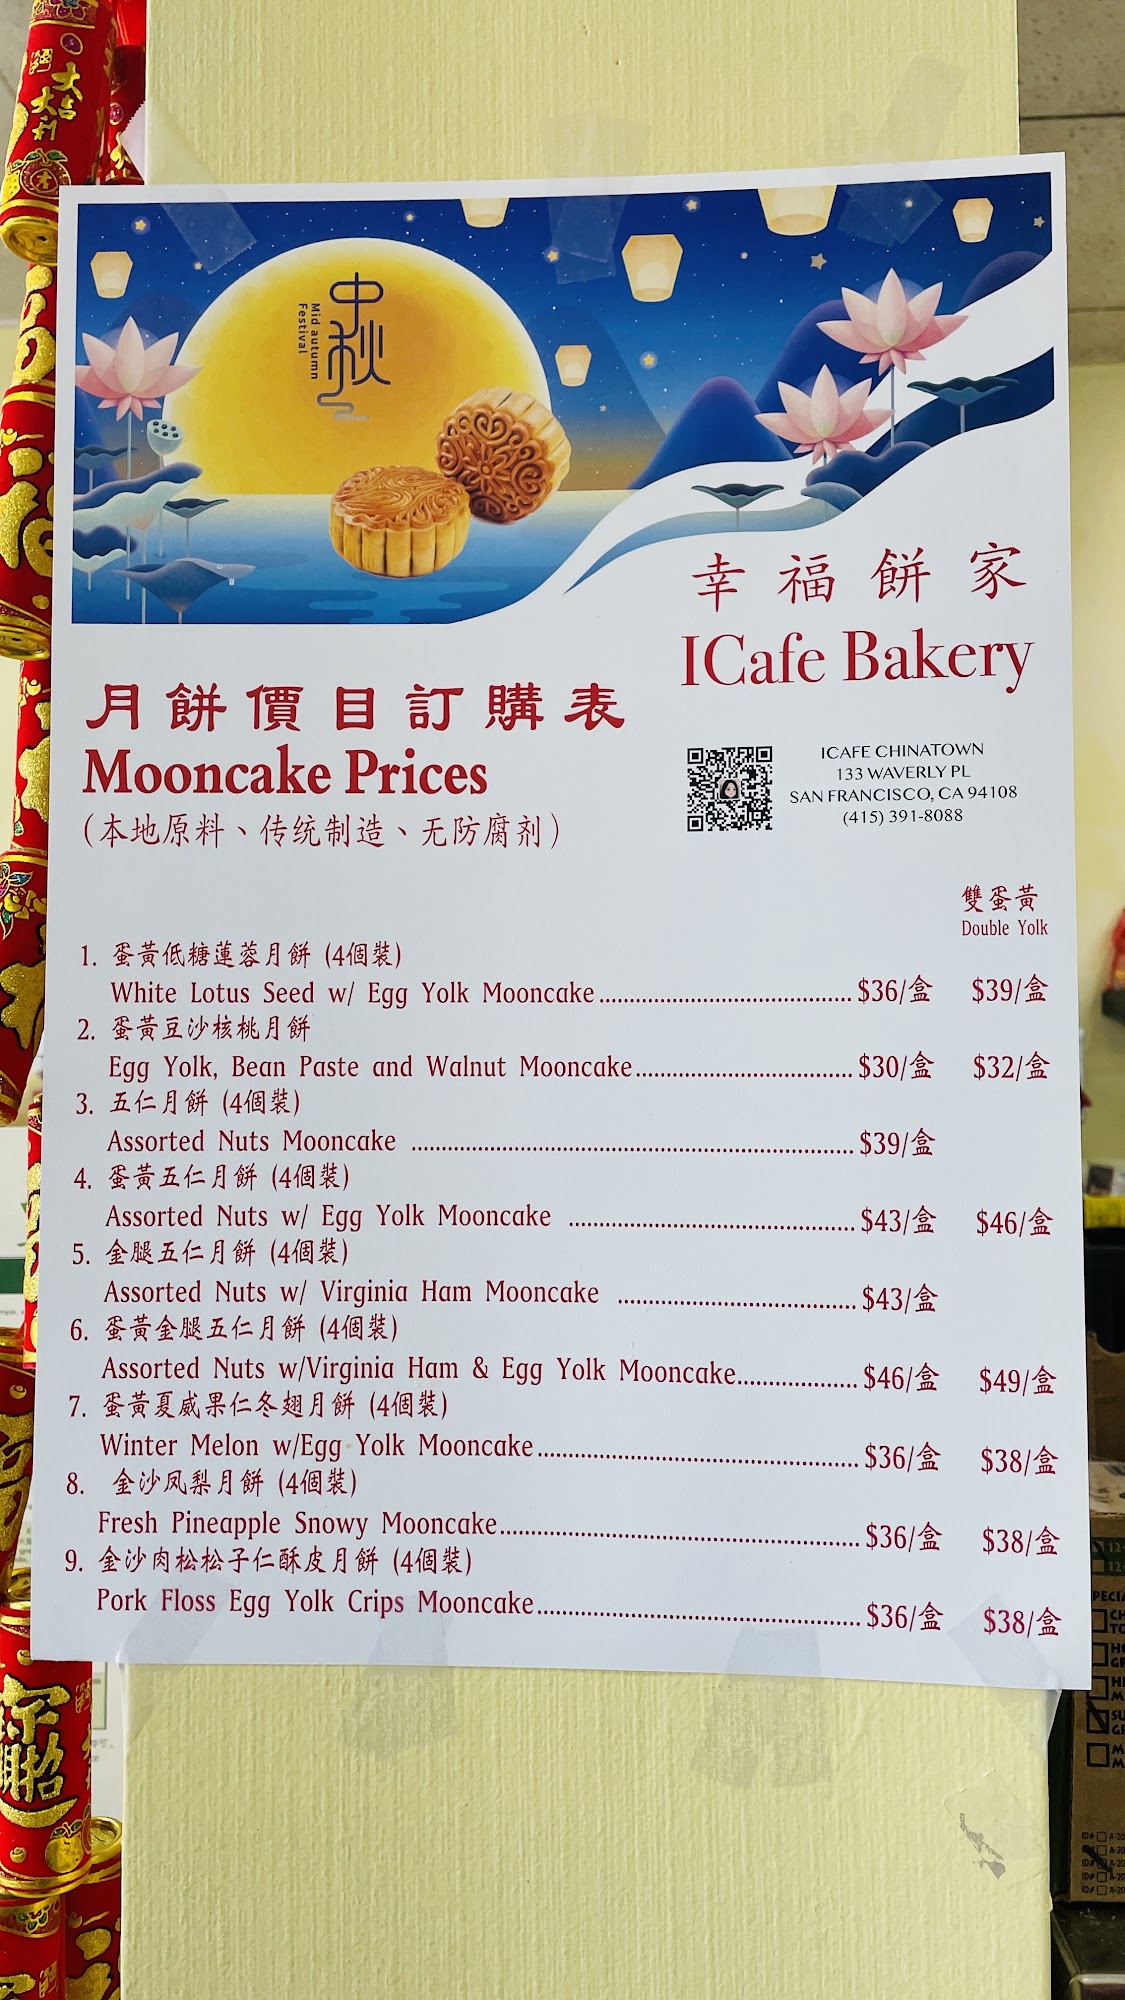 大吉
大利
中秋
Mid autumn
Festival
幸福餅家
ICafe Bakery
月餅價目訂購表
Mooncake Prices
(本地原料、传统制造、无防腐剂)
ICAFE CHINATOWN
133 WAVERLY PL
SAN FRANCISCO, CA 94108
(415) 391-8088
雙蛋黃
Double Yolk
1. 蛋黃低糖蓮蓉月餅 (4個裝)
White Lotus Seed w/ Egg Yolk Mooncake.......... $36/盒 $39/盒
2. 蛋黃豆沙核桃月餅
Egg Yolk, Bean Paste and Walnut Mooncake.......... $30/盒 $32/盒
3. 五仁月餅 (4個裝)
Assorted Nuts Mooncake .......... $39/盒
4. 蛋黃五仁月餅 (4個裝)
Assorted Nuts w/ Egg Yolk Mooncake .......... $43/盒 $46/盒
5. 金腿五仁月餅 (4個裝)
Assorted Nuts w/ Virginia Ham Mooncake .......... $43/盒
6. 蛋黃金腿五仁月餅 (4個裝)
Assorted Nuts w/Virginia Ham & Egg Yolk Mooncake.......... $46/盒 $49/盒
7. 蛋黃夏威果仁冬翅月餅 (4個裝)
Winter Melon w/Egg Yolk Mooncake.......... $36/盒 $38/盒
8. 金沙凤梨月餅 (4個裝)
Fresh Pineapple Snowy Mooncake.......... $36/盒 $38/盒
9. 金沙肉松松子仁酥皮月餅 (4個裝)
Pork Floss Egg Yolk Crips Mooncake.......... $36/盒 $38/盒